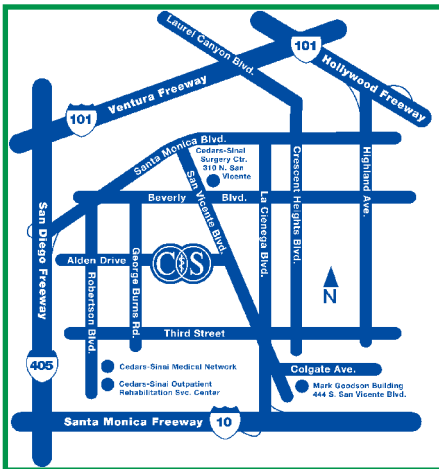 Laurel Canyon Blvd.
101
Hollywood Freeway
101
Ventura Freeway
Santa Monica Blvd.
Cedars-Sinai
Surgery Ctr.
310 N. San
Vicente
San Vicente Blvd.
Beverly Blvd.
La Cienega Blvd.
Crescent Heights Blvd.
Highland Ave.
San Diego Freeway
405
Alden Drive
Robertson Blvd.
George Burns Rd.
CS
N
Third Street
Cedars-Sinai Medical Network
Cedars-Sinai Outpatient
Rehabilitation Svc. Center
Colgate Ave.
Mark Goodson Building
444 S. San Vicente Blvd.
Santa Monica Freeway
10